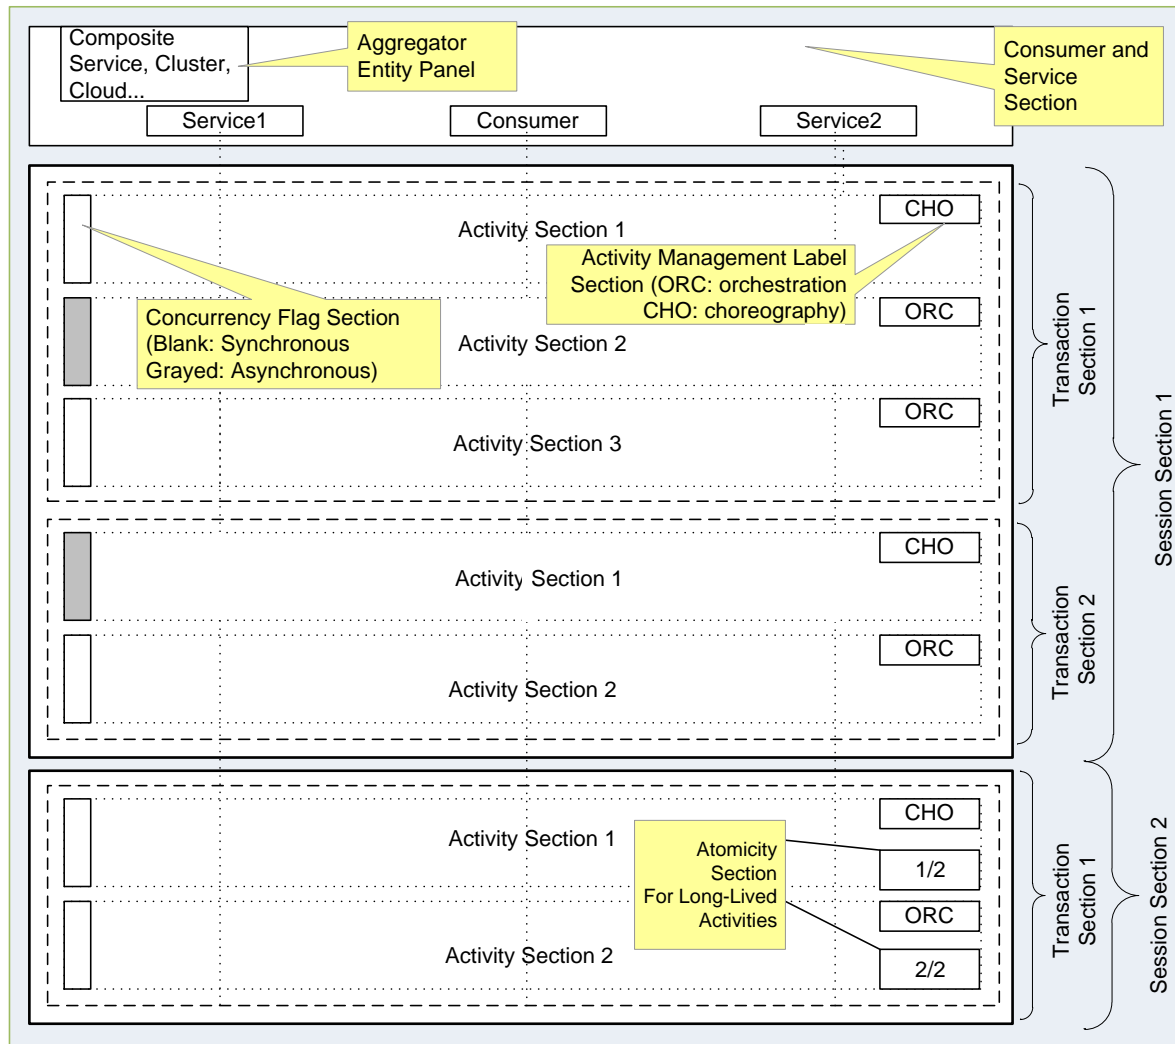 Composite
Service, Cluster,
Cloud...
Aggregator
Entity Panel
Consumer and
Service
Section
Service1
Consumer
Service2
CHO
Activity Section 1
Activity Management Label
Section (ORC: orchestration
CHO: choreography)
Concurrency Flag Section
(Blank: Synchronous
Grayed: Asynchronous)
ORC
Activity Section 2
ORC
Activity Section 3
Transaction
Section 1
CHO
Activity Section 1
ORC
Activity Section 2
Transaction
Section 2
Session Section 1
CHO
Activity Section 1
Atomicity
Section
For Long-Lived
Activities
1/2
ORC
Activity Section 2
2/2
Transaction
Section 1
Session Section 2